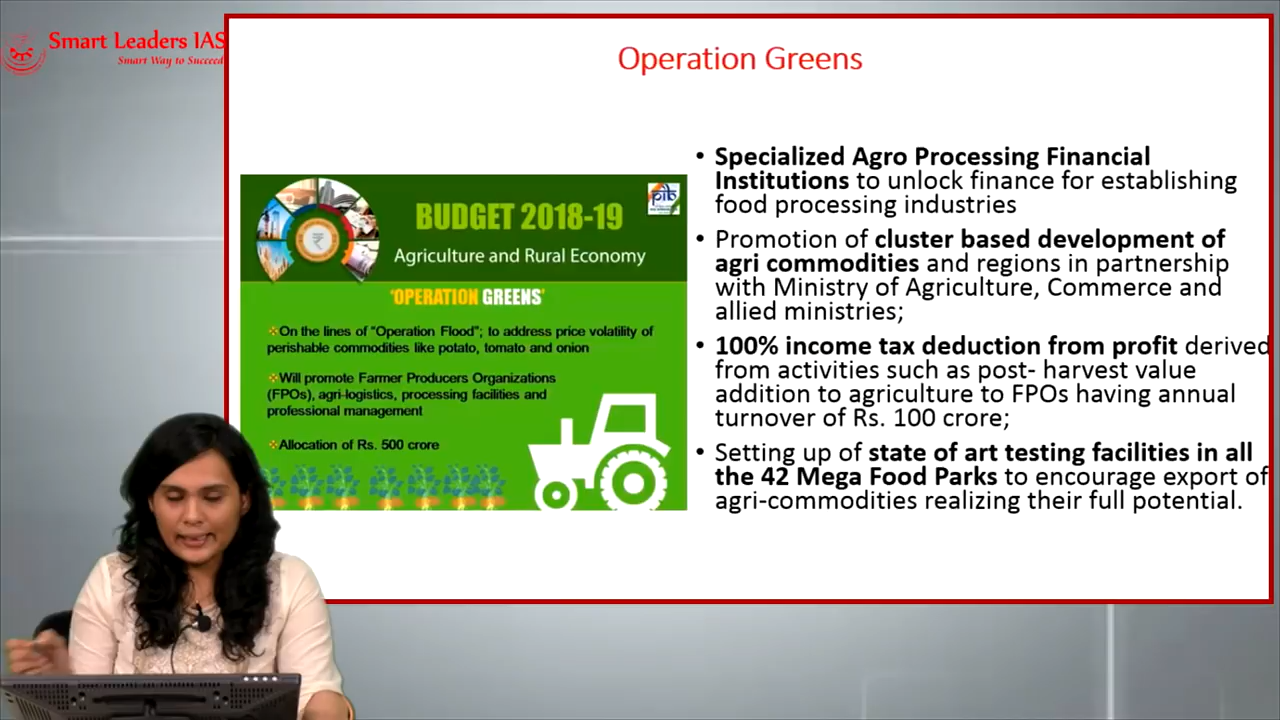 Smart Leaders IAS
Smart Way to Succeed
Operation Greens
BUDGET 2018-19
pib
Agriculture and Rural Economy
'OPERATION GREENS'
On the lines of "Operation Flood"; to address price volatility of
perishable commodities like potato, tomato and onion
Will promote Farmer Producers Organizations
(FPOs), agri-logistics, processing facilities and
professional management
Allocation of Rs. 500 crore
• Specialized Agro Processing Financial
Institutions to unlock finance for establishing
food processing industries
• Promotion of cluster based development of
agri commodities and regions in partnership
with Ministry of Agriculture, Commerce and
allied ministries;
• 100% income tax deduction from profit derived
from activities such as post- harvest value
addition to agriculture to FPOs having annual
turnover of Rs. 100 crore;
• Setting up of state of art testing facilities in all
the 42 Mega Food Parks to encourage export of
agri-commodities realizing their full potential.